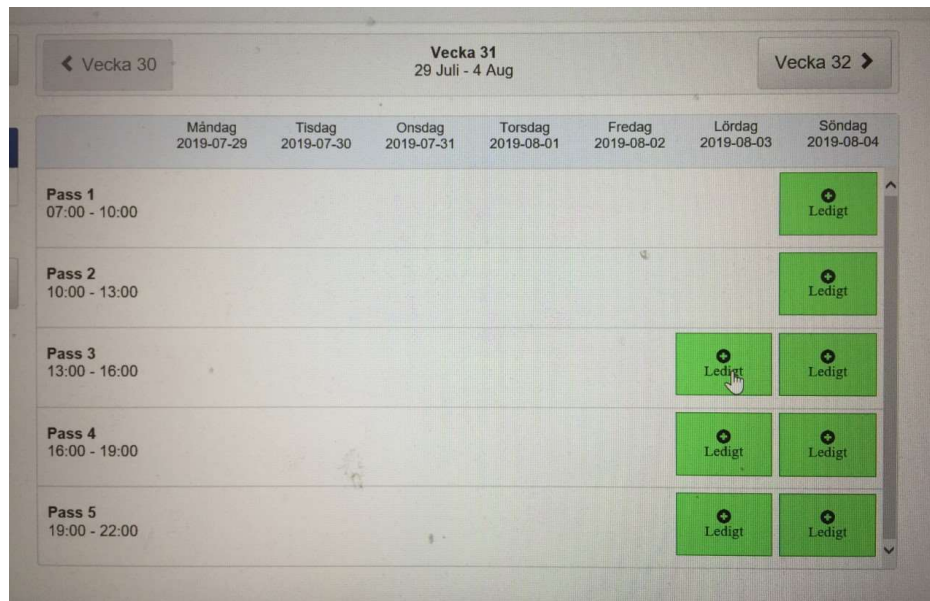 Vecka 30
Vecka 31
29 Juli - 4 Aug
Vecka 32
Måndag
2019-07-29
Tisdag
2019-07-30
Onsdag
2019-07-31
Torsdag
2019-08-01
Fredag
2019-08-02
Lördag
2019-08-03
Söndag
2019-08-04
Pass 1
07:00 - 10:00
Ledigt
Pass 2
10:00 - 13:00
Ledigt
Pass 3
13:00 - 16:00
Ledigt
Ledigt
Pass 4
16:00 - 19:00
Ledigt
Ledigt
Pass 5
19:00 - 22:00
Ledigt
Ledigt